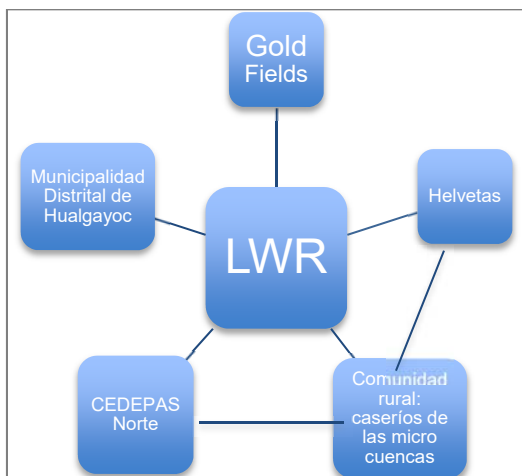 Gold
Fields
Municipalidad
Distrital de
Hualgayoc
Helvetas
LWR
CEDEPAS
Norte
Comunidad
rural:
caseríos de
las micro
cuencas